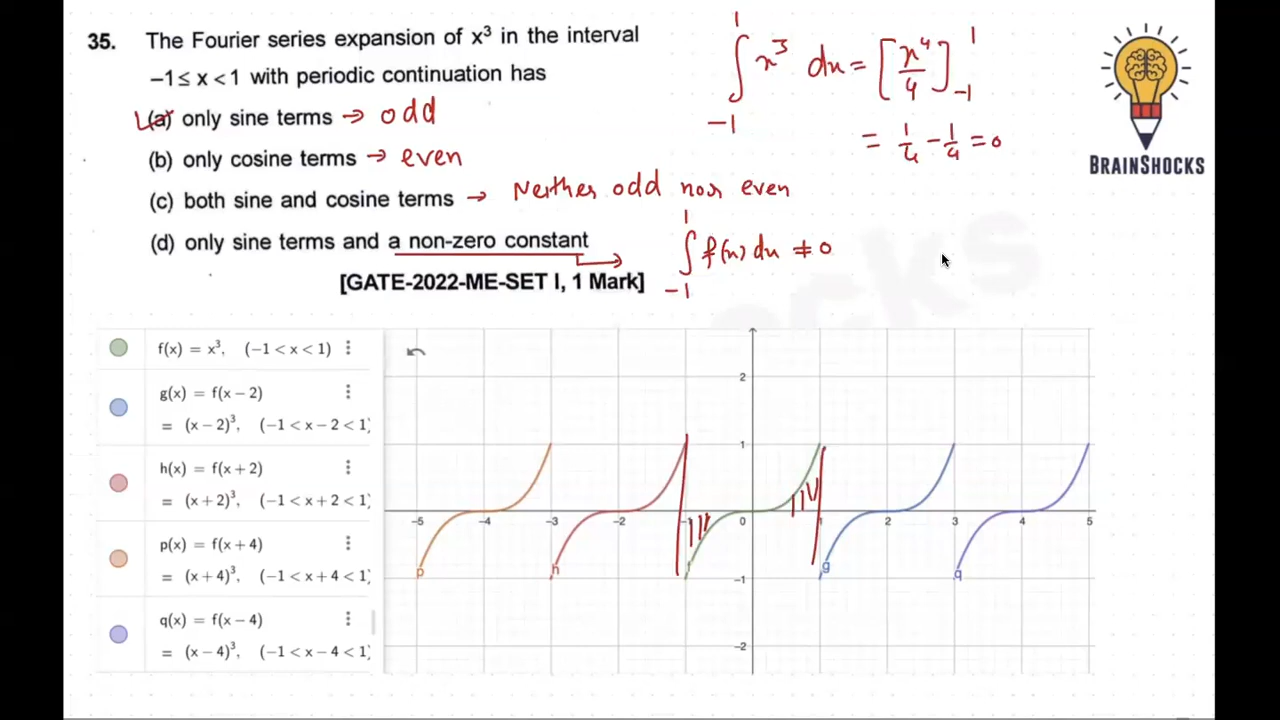 35. The Fourier series expansion of x³ in the interval
−1 ≤ x < 1 with periodic continuation has
(a) only sine terms → odd
(b) only cosine terms → even
(c) both sine and cosine terms → Neither odd nor even
(d) only sine terms and a non-zero constant
[GATE-2022-ME-SET I, 1 Mark]
∫₋₁¹ x³ dx = [x⁴/4]₋₁¹
= 1/4 − 1/4 = 0
∫₋₁¹ f(x) dx ≠ 0
BRAINSHOCKS
cks
f(x) = x³, (−1 < x < 1)
g(x) = f(x − 2)
= (x − 2)³, (−1 < x − 2 < 1)
h(x) = f(x + 2)
= (x + 2)³, (−1 < x + 2 < 1)
p(x) = f(x + 4)
= (x + 4)³, (−1 < x + 4 < 1)
q(x) = f(x − 4)
= (x − 4)³, (−1 < x − 4 < 1)
2
1
−5 −4 −3 −2 −1 0 1 2 3 4 5
p h f g q
−1
−2